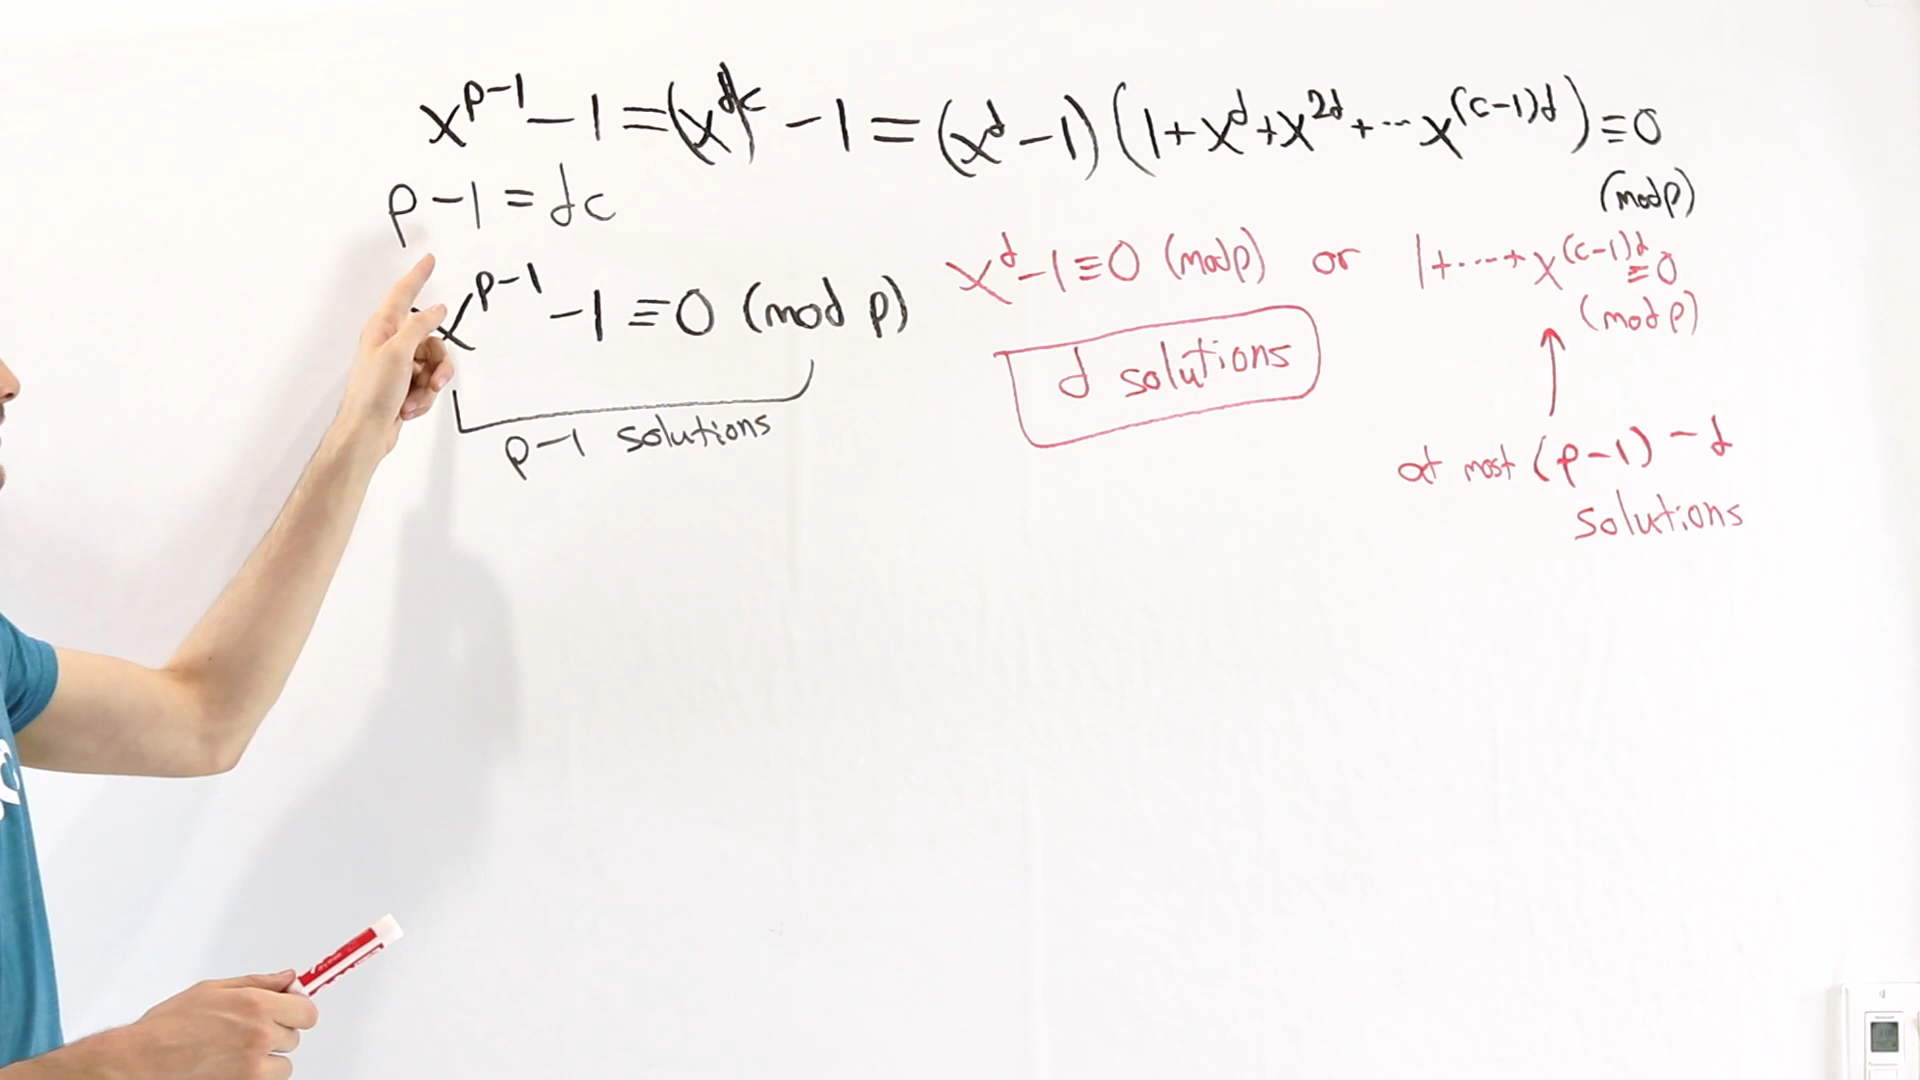 x^{p-1} - 1 = (x^d)^c - 1 = (x^d - 1)(1 + x^d + x^{2d} + ··· x^{(c-1)d}) ≡ 0
(mod p)
p - 1 = dc
x^{p-1} - 1 ≡ 0 (mod p)
p-1 solutions
x^d - 1 ≡ 0 (mod p) or 1 + ···· + x^{(c-1)d} ≡ 0
(mod p)
d solutions
at most (p-1) - d
solutions